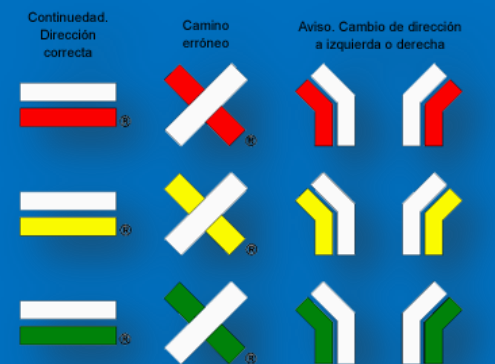 Continuedad.
Dirección
correcta
Camino
erróneo
Aviso. Cambio de dirección
a izquierda o derecha
®
®
®
®
®
®